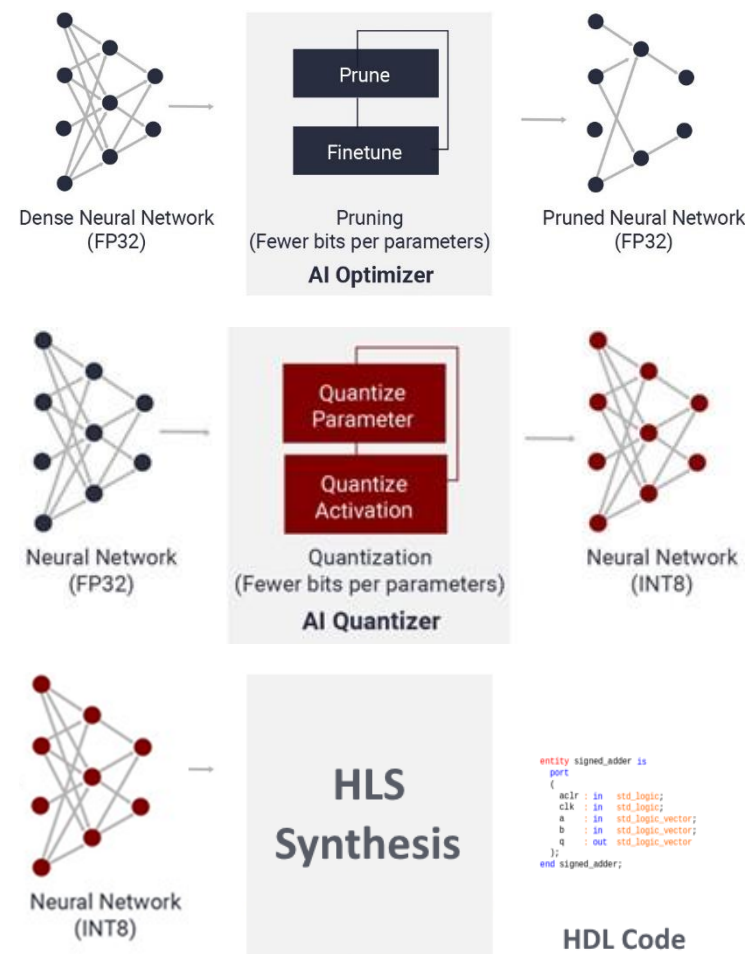 Prune
Finetune
Dense Neural Network
(FP32)
Pruning
(Fewer bits per parameters)
AI Optimizer
Pruned Neural Network
(FP32)
Quantize
Parameter
Quantize
Activation
Neural Network
(FP32)
Quantization
(Fewer bits per parameters)
AI Quantizer
Neural Network
(INT8)
HLS
Synthesis
Neural Network
(INT8)
entity signed_adder is
port
(
aclr : in std_logic;
clk : in std_logic;
a : in std_logic_vector;
b : in std_logic_vector;
q : out std_logic_vector
);
end signed_adder;
HDL Code